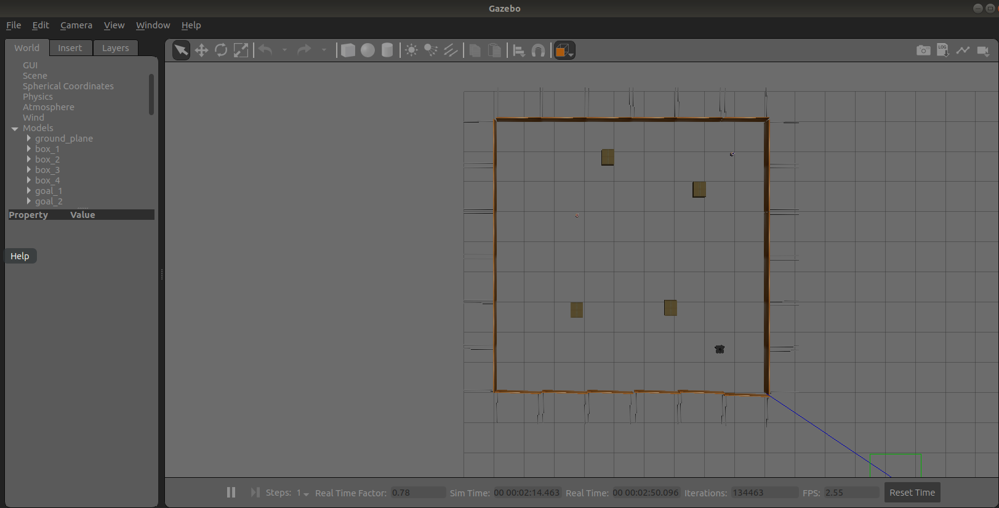 Gazebo
File Edit Camera View Window Help
World Insert Layers
GUI
Scene
Spherical Coordinates
Physics
Atmosphere
Wind
Models
ground_plane
box_1
box_2
box_3
box_4
goal_1
goal_2
Property Value
Help
LOG
Steps: 1 Real Time Factor: 0.78 Sim Time: 00 00:02:14.463 Real Time: 00 00:02:50.096 Iterations: 134463 FPS: 2.55 Reset Time